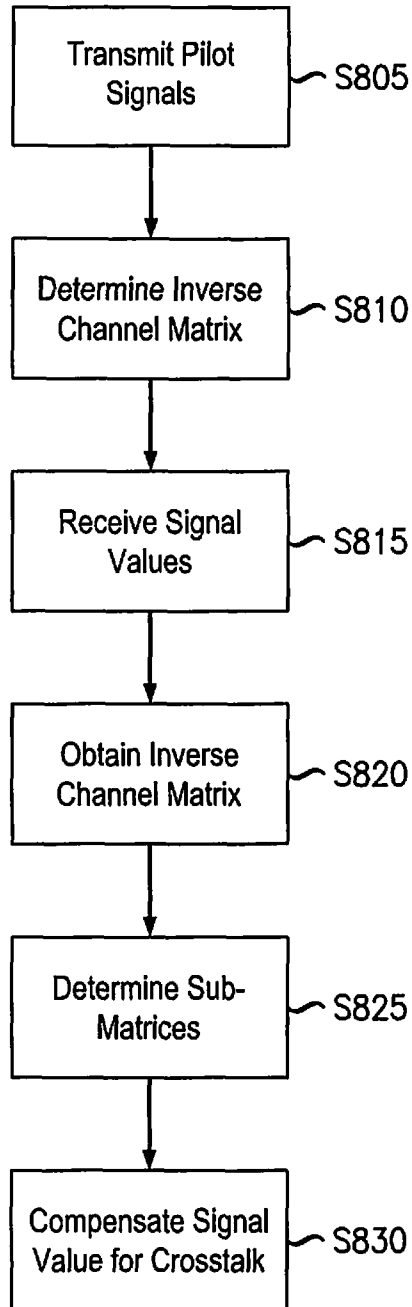 Transmit Pilot
Signals
S805
Determine Inverse
Channel Matrix
S810
Receive Signal
Values
S815
Obtain Inverse
Channel Matrix
S820
Determine Sub-
Matrices
S825
Compensate Signal
Value for Crosstalk
S830